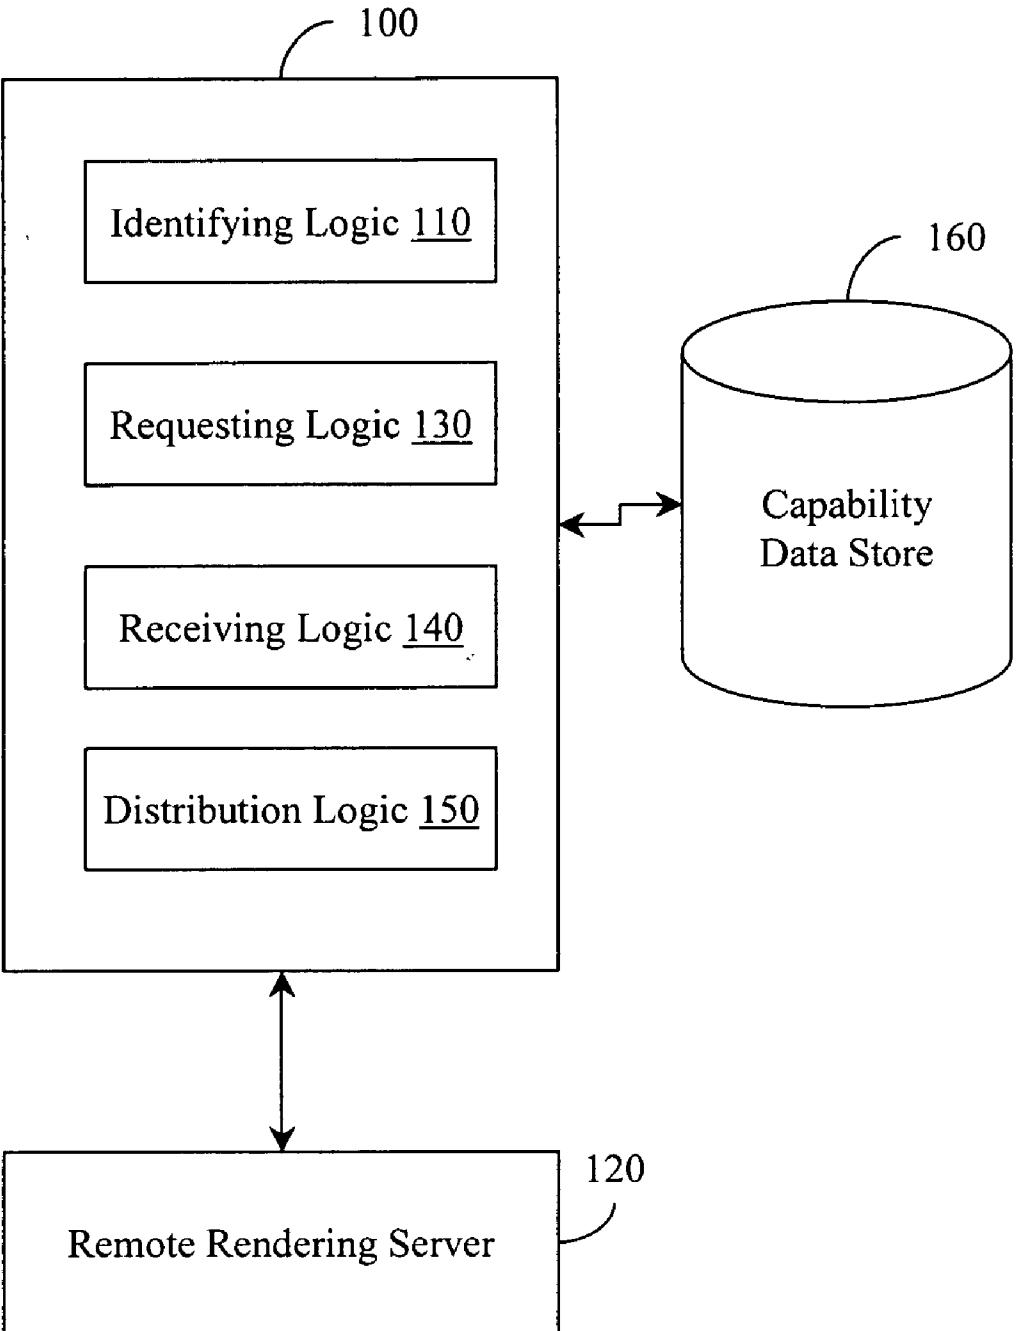 100
Identifying Logic 110
160
Requesting Logic 130
Capability
Data Store
Receiving Logic 140
Distribution Logic 150
120
Remote Rendering Server